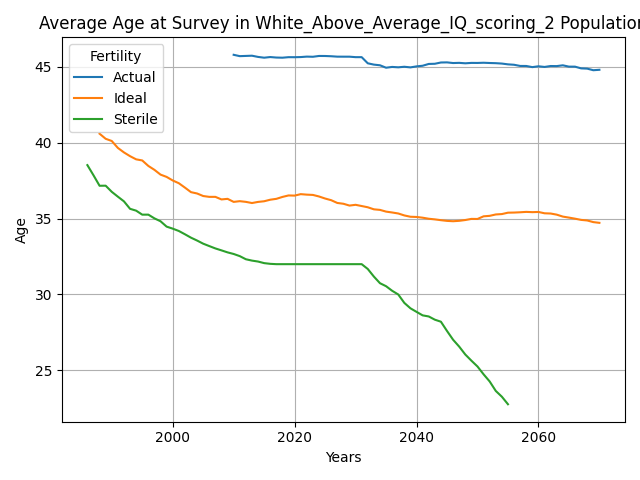 Average Age at Survey in White_Above_Average_IQ_scoring_2 Population
Fertility
Actual
Ideal
Sterile
45
40
35
30
25
Age
2000
2020
2040
2060
Years